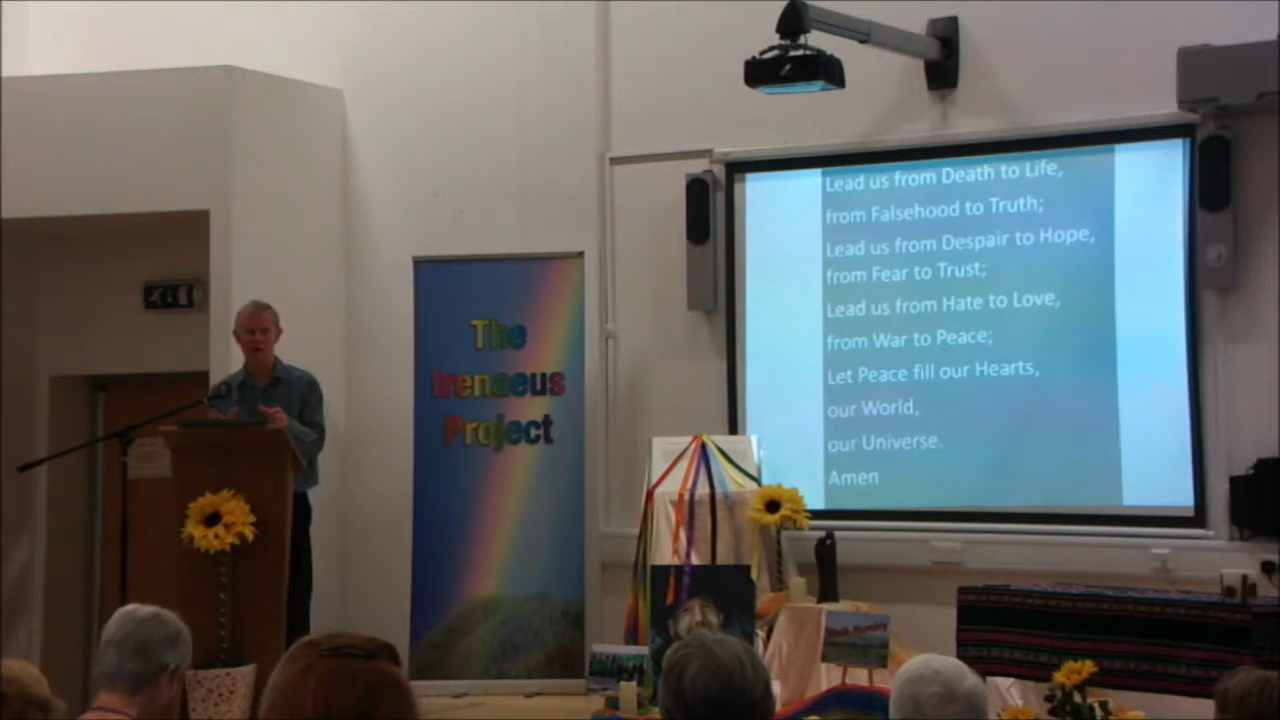 The
Irenaeus
Project
Lead us from Death to Life,
from Falsehood to Truth;
Lead us from Despair to Hope,
from Fear to Trust;
Lead us from Hate to Love,
from War to Peace;
Let Peace fill our Hearts,
our World,
our Universe.
Amen